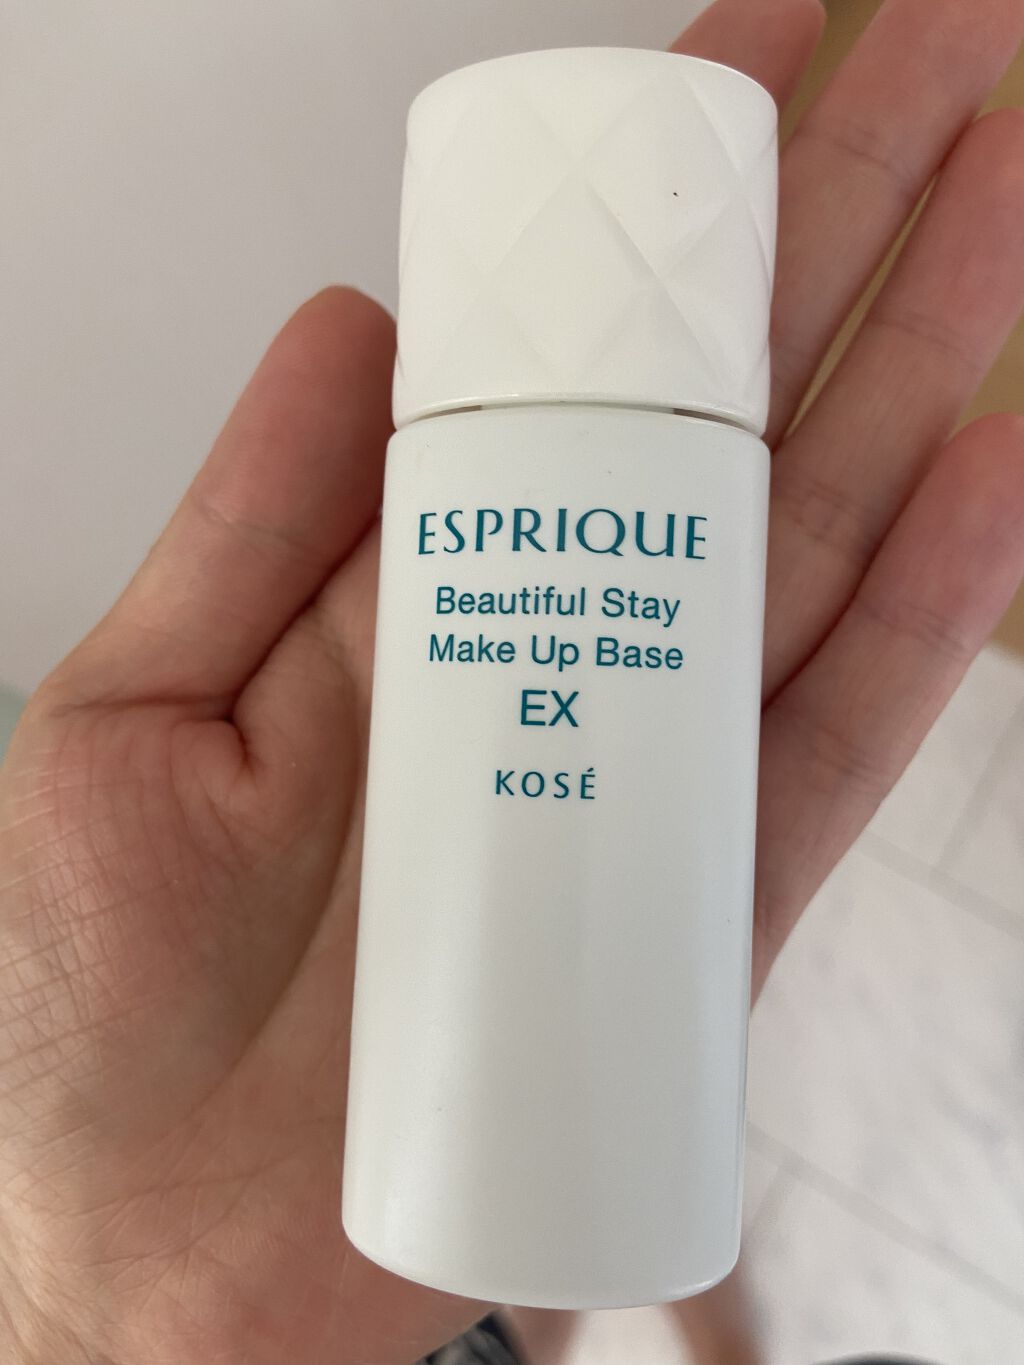 ESPRIQUE
Beautiful Stay
Make Up Base
EX
KOSÉ